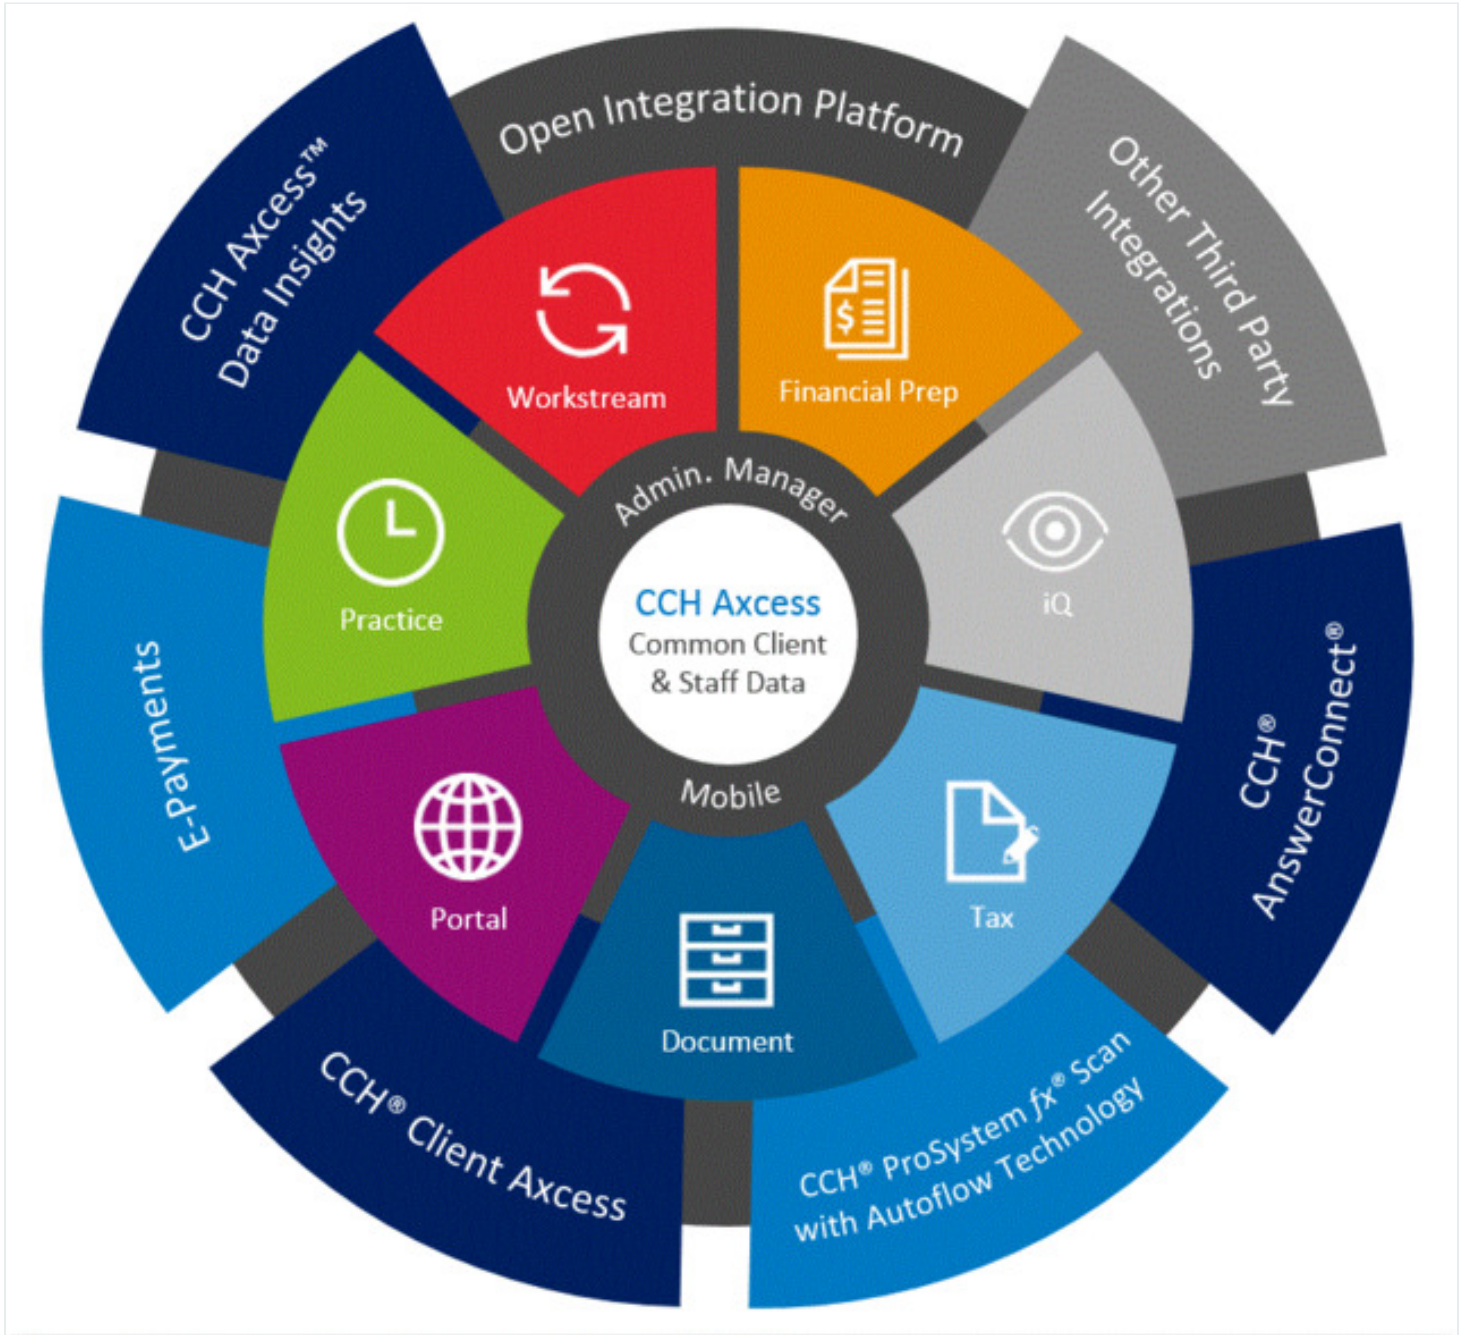 Open Integration Platform
CCH Axcess™
Data Insights
Other Third Party
Integrations
Workstream
Financial Prep
Practice
iQ
Admin. Manager
CCH Axcess
Common Client
& Staff Data
Mobile
E-Payments
CCH®
AnswerConnect®
Portal
Tax
Document
CCH® Client Axcess
CCH® ProSystem fx® Scan
with Autoflow Technology